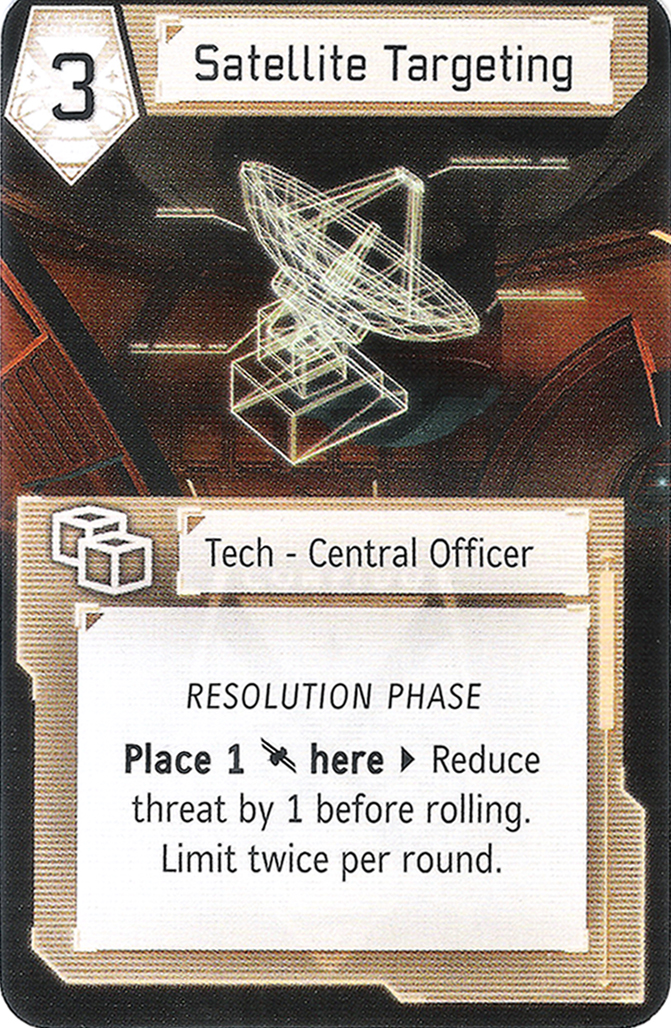 3
Satellite Targeting
Tech - Central Officer
RESOLUTION PHASE
Place 1 here ▶ Reduce
threat by 1 before rolling.
Limit twice per round.